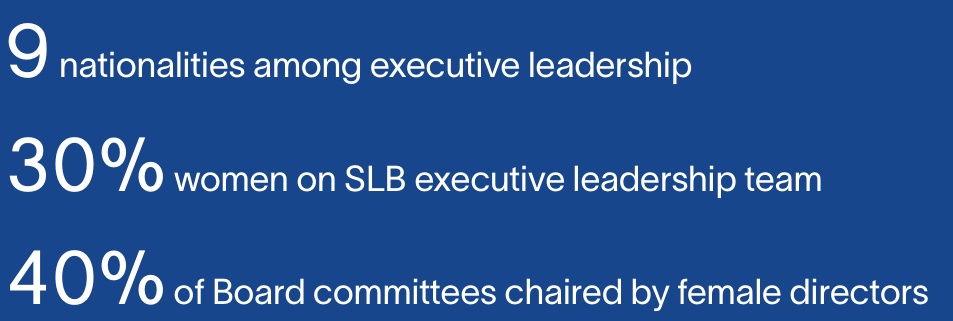 9 nationalities among executive leadership
30% women on SLB executive leadership team
40% of Board committees chaired by female directors